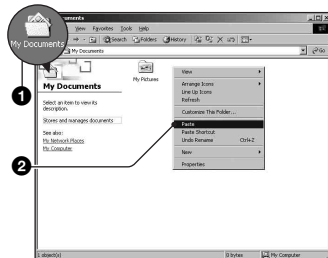 My Documents
View Favorites Tools Help
Search Folders History
My Documents
Go
My Documents
Select an item to view its
description.
Stores and manages documents
See also:
My Network Places
My Computer
My Pictures
View
Arrange Icons
Line Up Icons
Refresh
Customize This Folder...
Paste
Paste Shortcut
Undo Rename Ctrl+Z
New
Properties
1
2
1 object(s)
0 bytes
My Computer